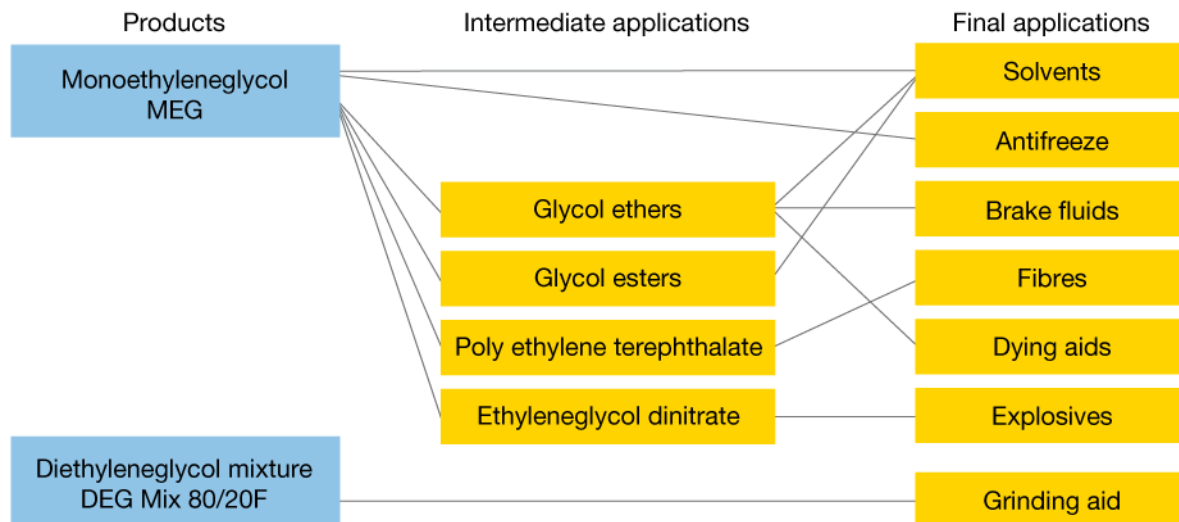 Products
Intermediate applications
Final applications
Monoethyleneglycol
MEG
Solvents
Antifreeze
Glycol ethers
Brake fluids
Glycol esters
Fibres
Poly ethylene terephthalate
Dying aids
Ethyleneglycol dinitrate
Explosives
Diethyleneglycol mixture
DEG Mix 80/20F
Grinding aid